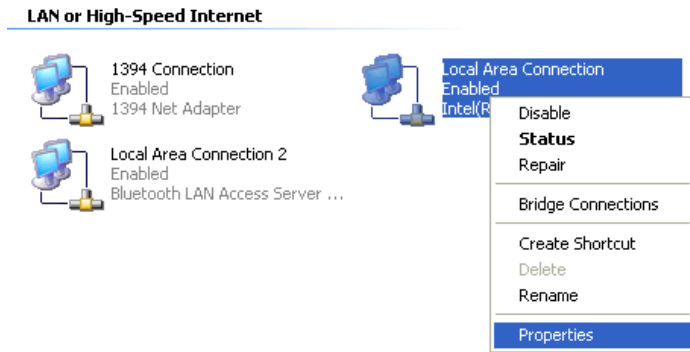 LAN or High-Speed Internet
1394 Connection
Enabled
1394 Net Adapter
Local Area Connection
Enabled
Intel(R
Local Area Connection 2
Enabled
Bluetooth LAN Access Server ...
Disable
Status
Repair
Bridge Connections
Create Shortcut
Delete
Rename
Properties